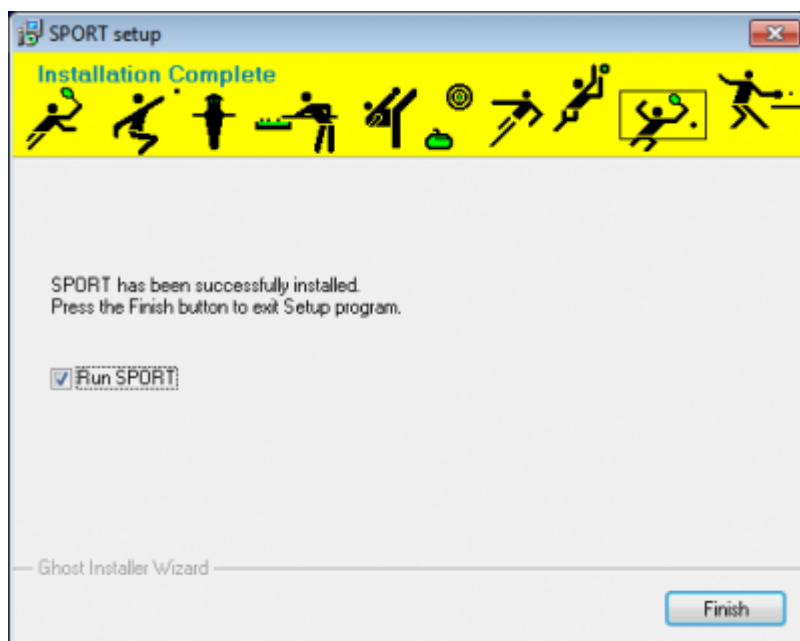 SPORT setup
Installation Complete
SPORT has been successfully installed.
Press the Finish button to exit Setup program.
Run SPORT
Ghost Installer Wizard
Finish